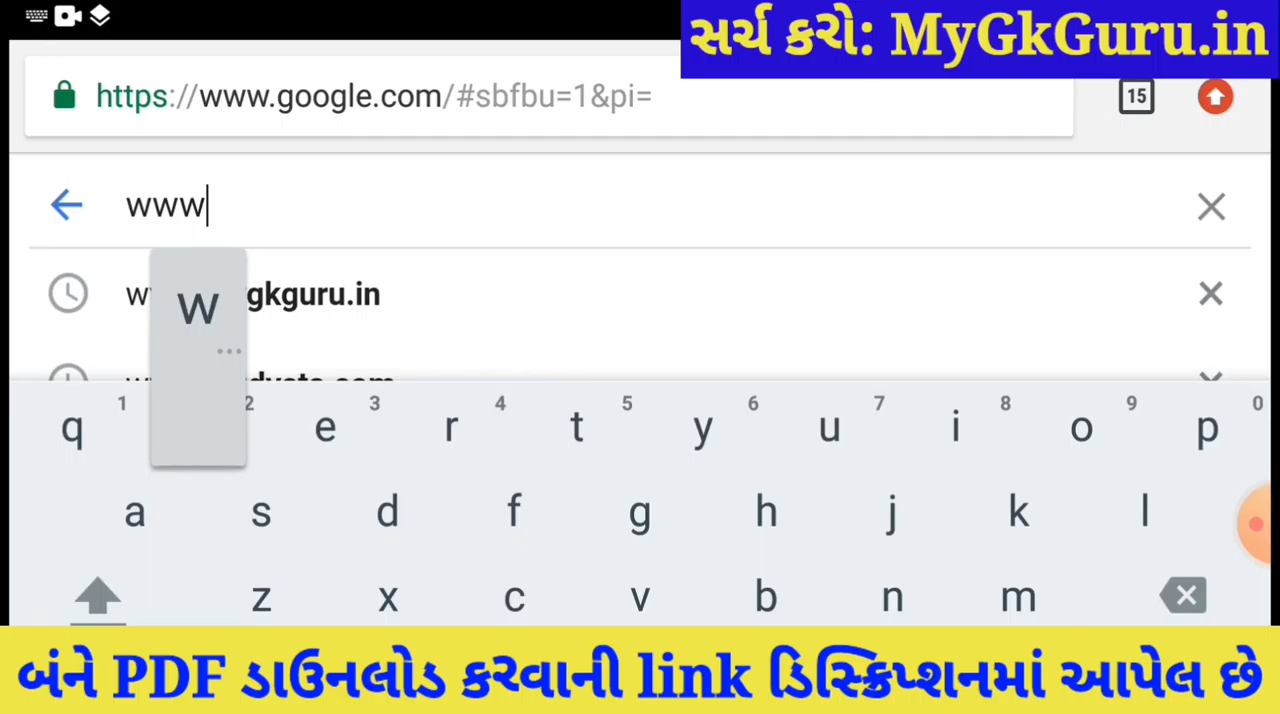 સર્ચ કરો: MyGkGuru.in
https://www.google.com/#sbfbu=1&pi=
15
www
gkguru.in
w
1 2 3 4 5 6 7 8 9 0
q e r t y u i o p
a s d f g h j k l
z x c v b n m
બંને PDF ડાઉનલોડ કરવાની link ડિસ્ક્રિપ્શનમાં આપેલ છે